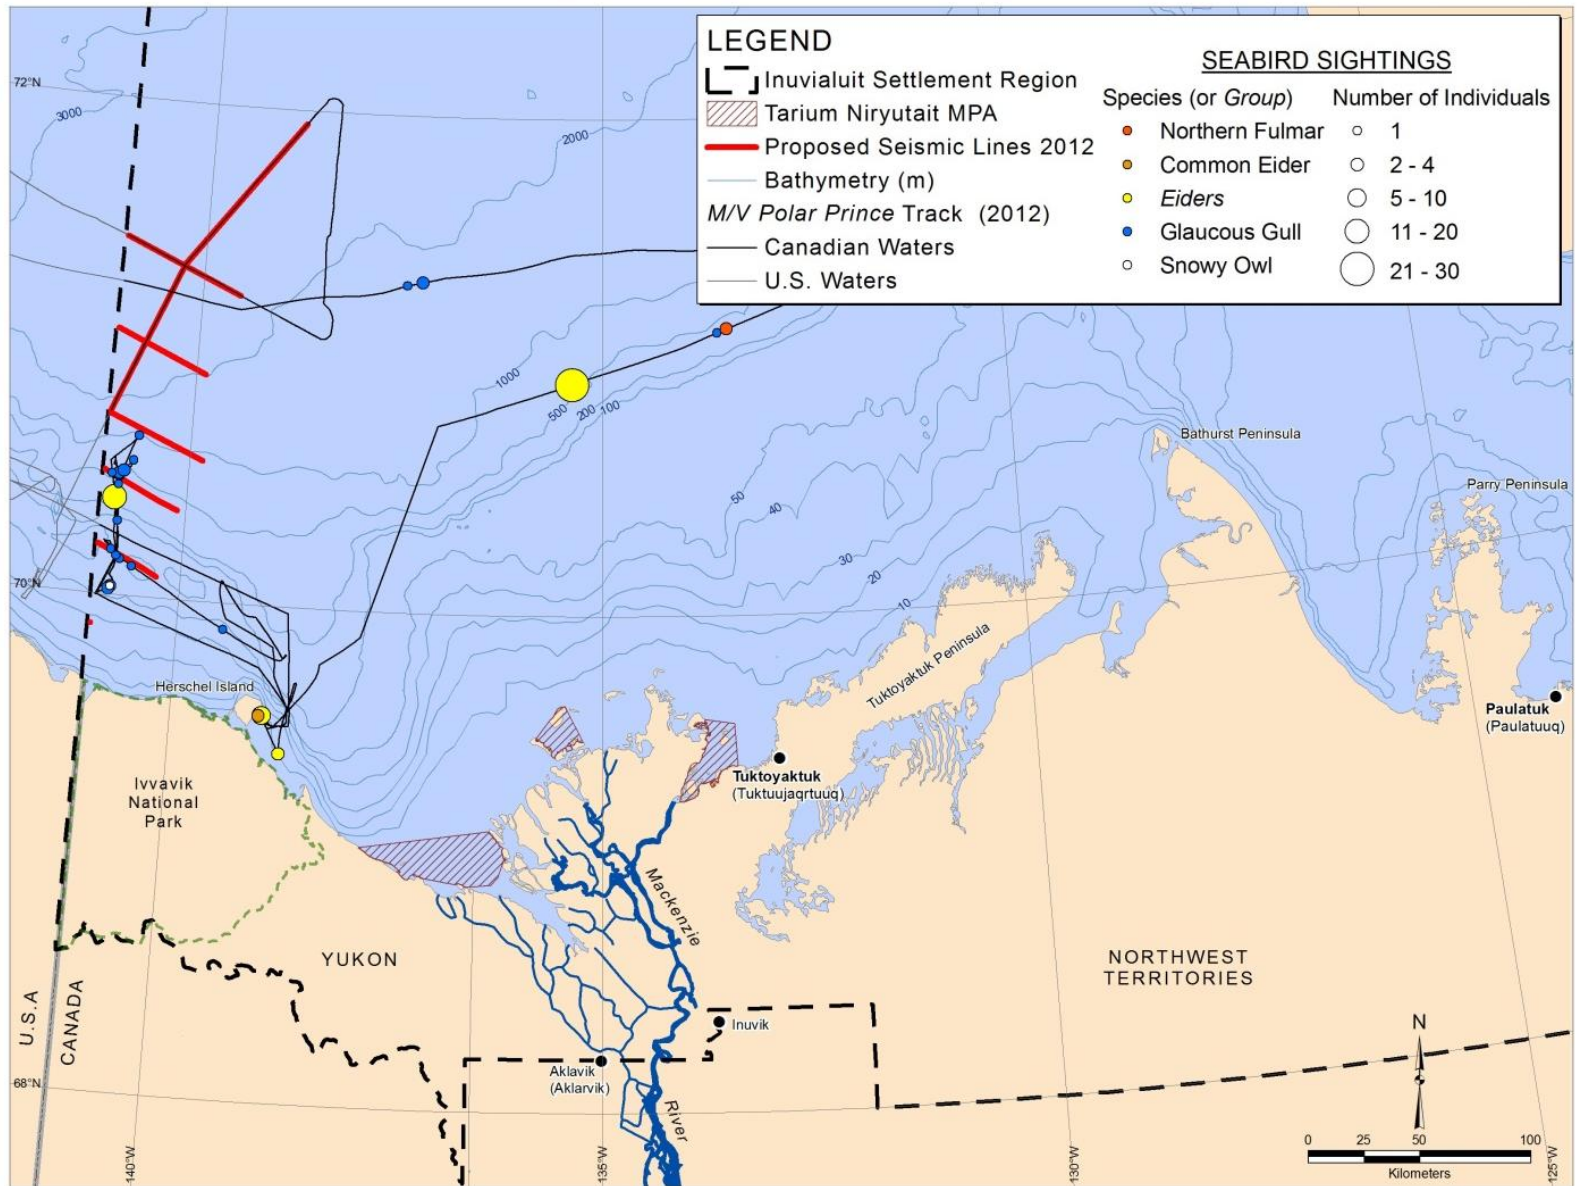 LEGEND
Inuvialuit Settlement Region
Tarium Niryutait MPA
Proposed Seismic Lines 2012
Bathymetry (m)
M/V Polar Prince Track (2012)
Canadian Waters
U.S. Waters
SEABIRD SIGHTINGS
Species (or Group) Number of Individuals
Northern Fulmar 1
Common Eider 2 - 4
Eiders 5 - 10
Glaucous Gull 11 - 20
Snowy Owl 21 - 30
72°N
3000
2000
1000
500 200 100
Bathurst Peninsula
Parry Peninsula
50
40
30
20
10
70°N
Herschel Island
Tuktoyaktuk Peninsula
Paulatuk
(Paulatuuq)
Tuktoyaktuk
(Tuktuujaqrtuuq)
Ivvavik
National
Park
Mackenzie
River
YUKON
NORTHWEST
TERRITORIES
U.S.A
CANADA
Inuvik
Aklavik
(Aklarvik)
68°N
140°W
135°W
130°W
125°W
N
0 25 50 100
Kilometers